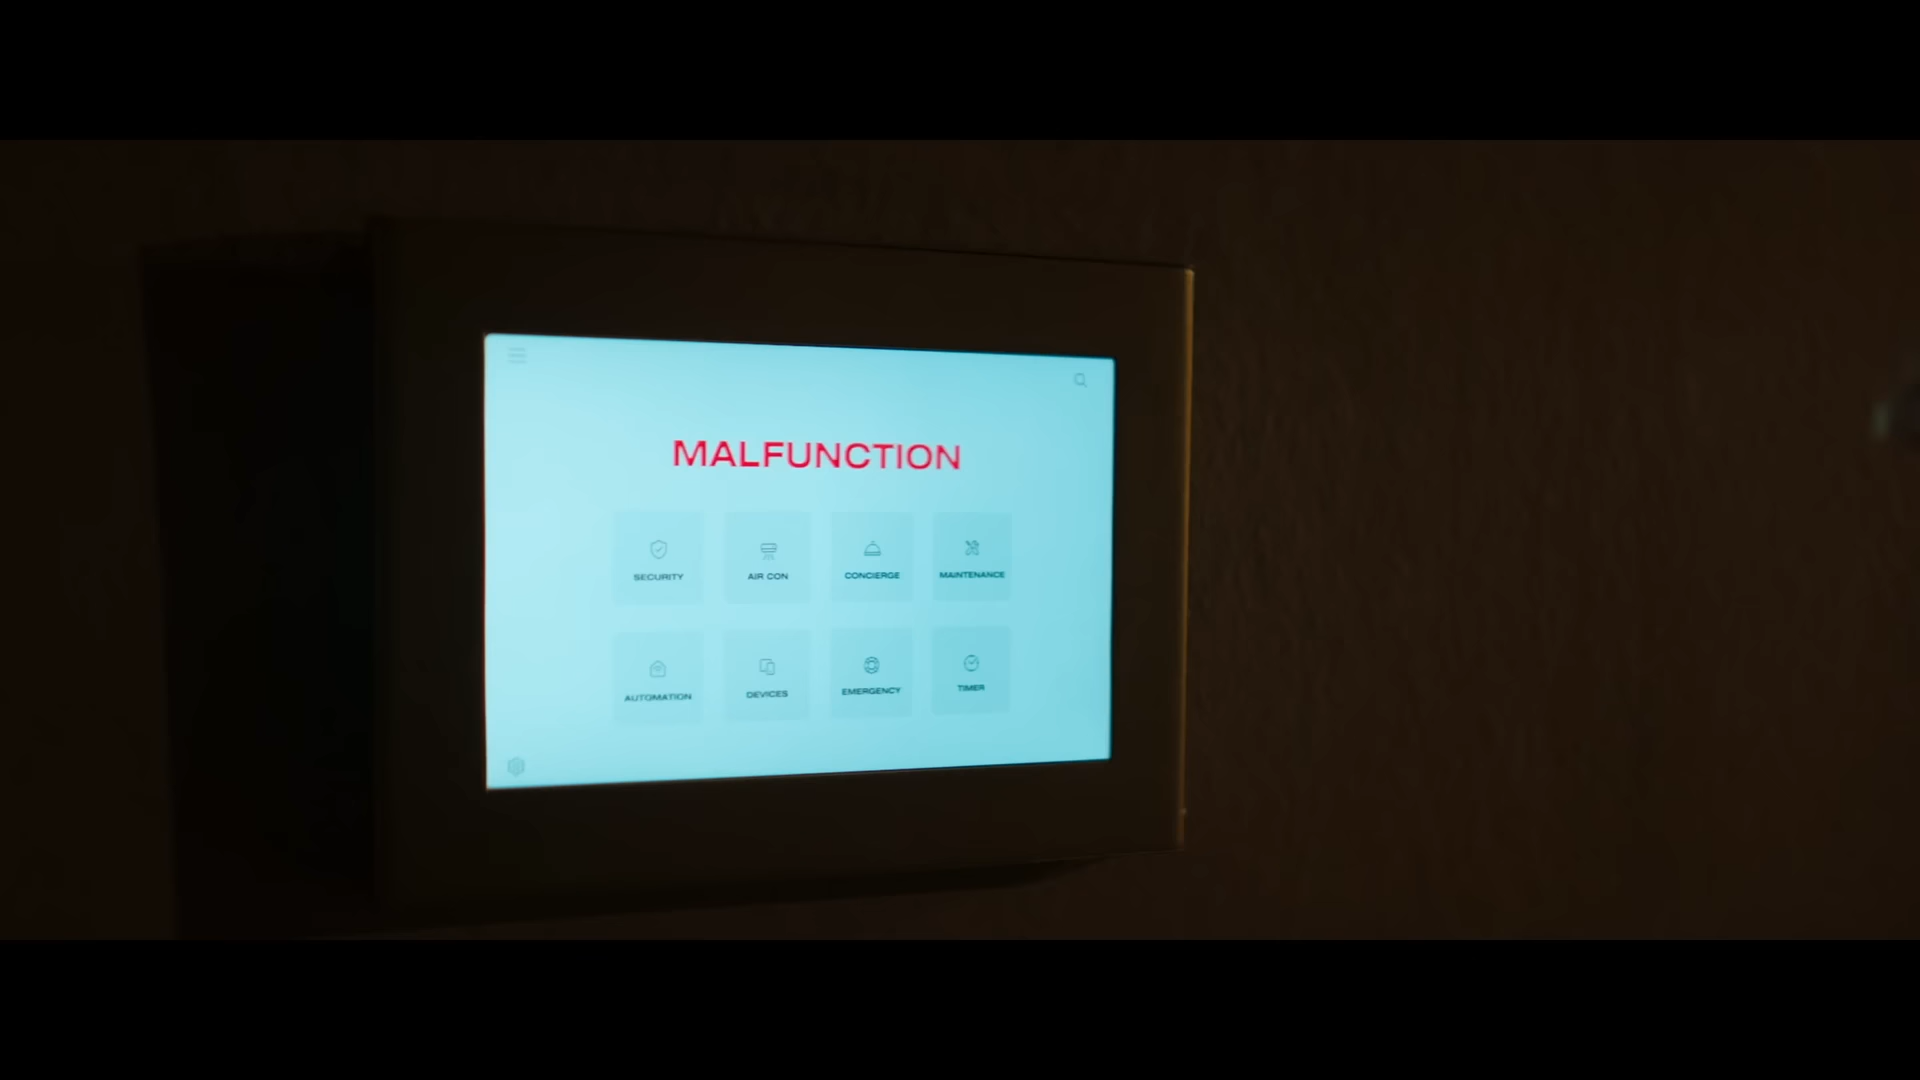 MALFUNCTION
SECURITY AIR CON CONCIERGE MAINTENANCE
AUTOMATION DEVICES EMERGENCY TIMER